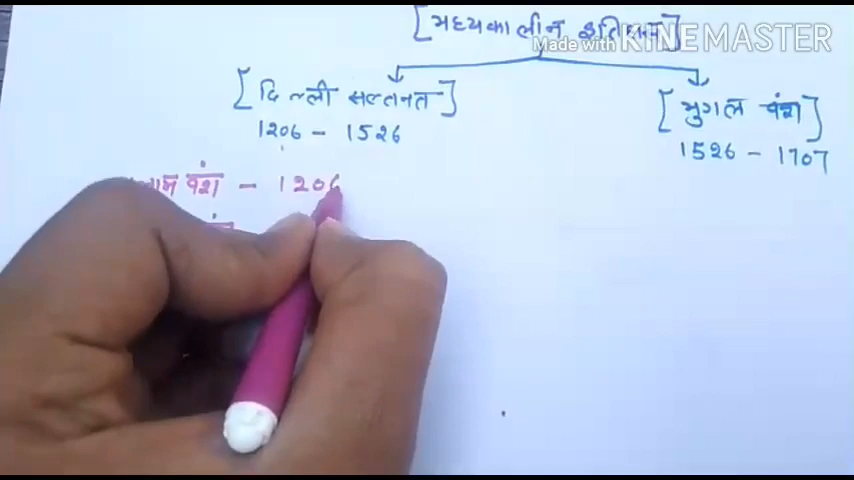 [मध्यकालीन इतिहास]
Made with KINEMASTER
[दिल्ली सल्तनत]
1206 - 1526
[मुगल वंश]
1526 - 1707
वंश - 1206